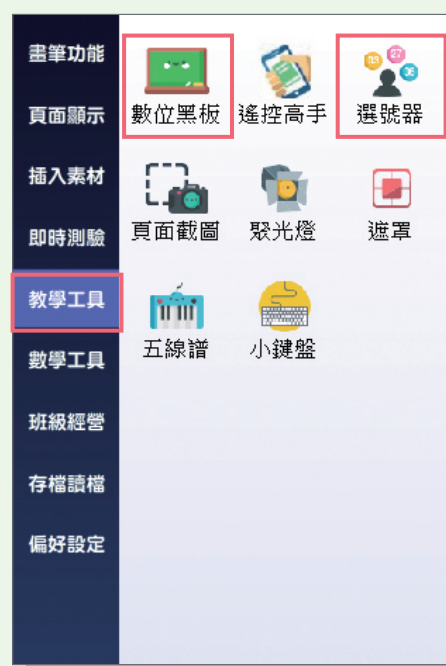 畫筆功能
頁面顯示
插入素材
即時測驗
教學工具
數學工具
班級經營
存檔讀檔
偏好設定
數位黑板 遙控高手 選號器
頁面截圖 聚光燈 遮罩
五線譜 小鍵盤
03 27 06